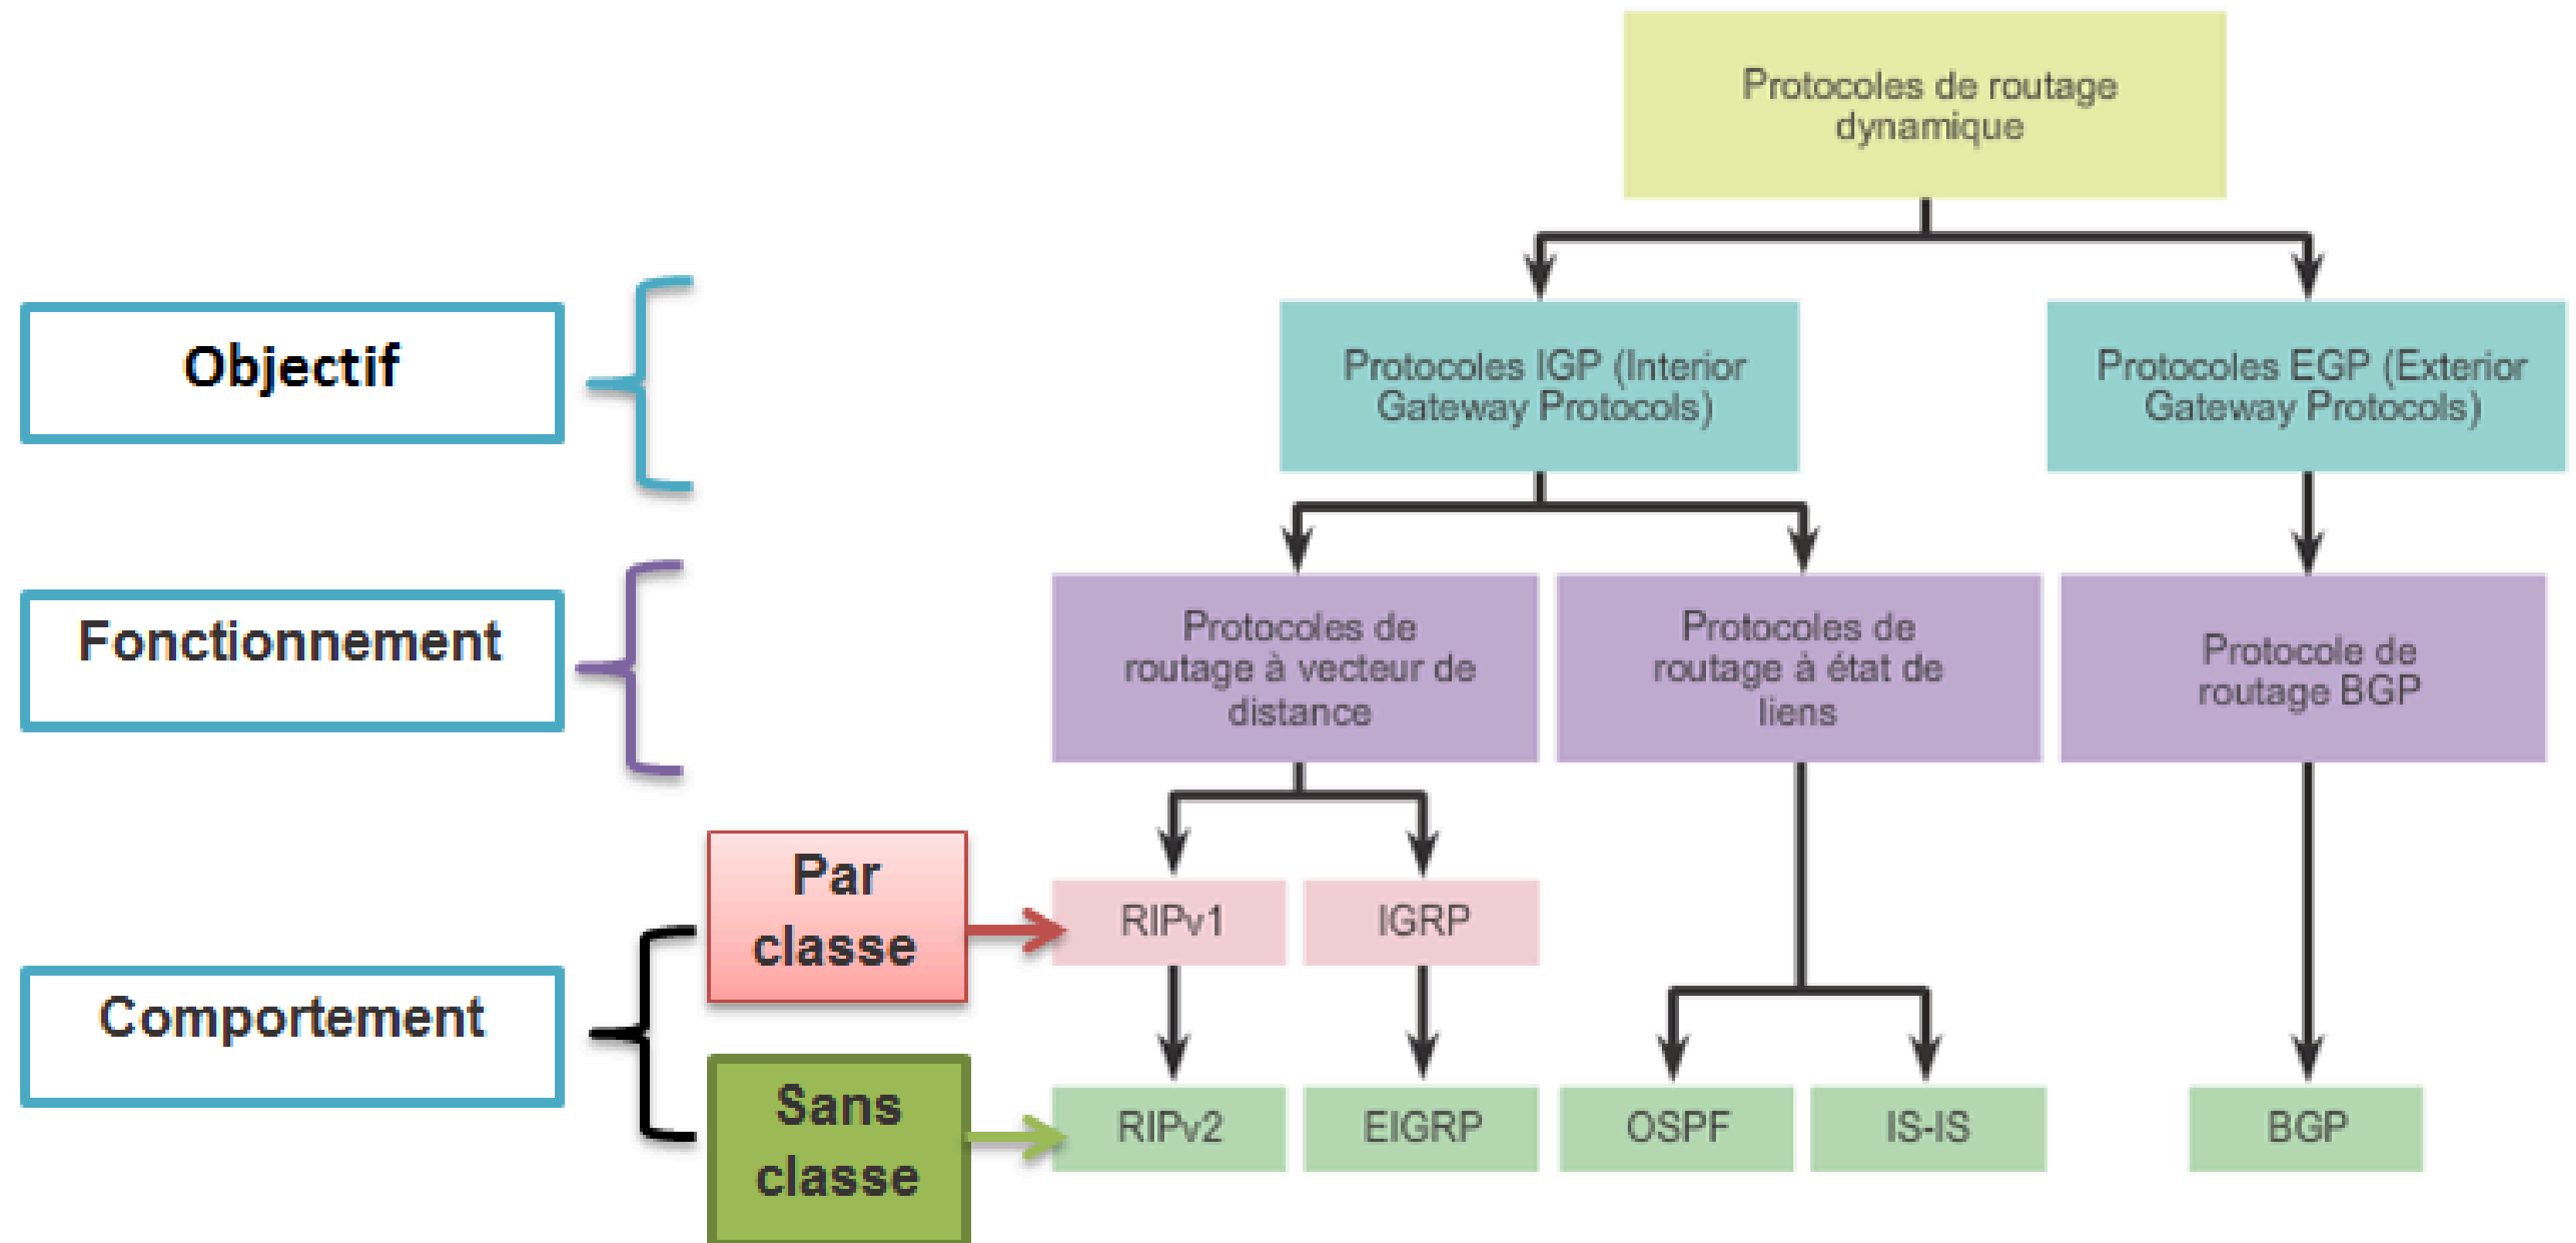 Protocoles de routage
dynamique
Objectif
Protocoles IGP (Interior
Gateway Protocols)
Protocoles EGP (Exterior
Gateway Protocols)
Fonctionnement
Protocoles de
routage à vecteur de
distance
Protocoles de
routage à état de
liens
Protocole de
routage BGP
Comportement
Par
classe
RIPv1
IGRP
Sans
classe
RIPv2
EIGRP
OSPF
IS-IS
BGP